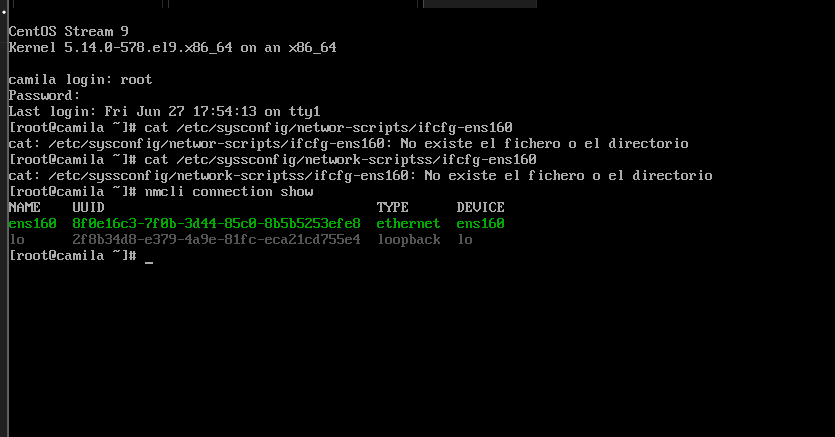 CentOS Stream 9
Kernel 5.14.0-578.el9.x86_64 on an x86_64
camila login: root
Password:
Last login: Fri Jun 27 17:54:13 on tty1
[root@camila ~]# cat /etc/sysconfig/networ-scripts/ifcfg-ens160
cat: /etc/sysconfig/networ-scripts/ifcfg-ens160: No existe el fichero o el directorio
[root@camila ~]# cat /etc/syssconfig/network-scriptss/ifcfg-ens160
cat: /etc/syssconfig/network-scriptss/ifcfg-ens160: No existe el fichero o el directorio
[root@camila ~]# nmcli connection show
NAME UUID TYPE DEVICE
ens160 8f0e16c3-7f0b-3d44-85c0-8b5b5253efe8 ethernet ens160
lo 2f8b34d8-e379-4a9e-81fc-eca21cd755e4 loopback lo
[root@camila ~]# _